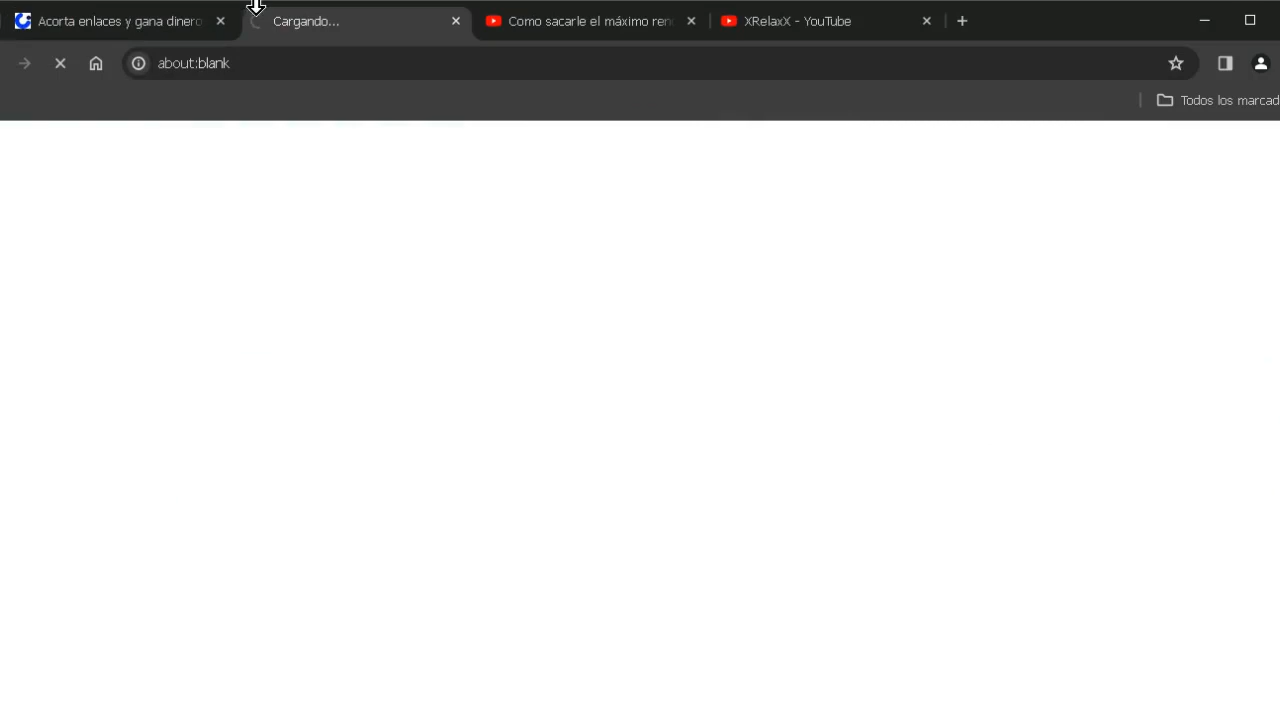 Acorta enlaces y gana dinero
Cargando...
Como sacarle el máximo ren
XRelaxX - YouTube
about:blank
Todos los marcad